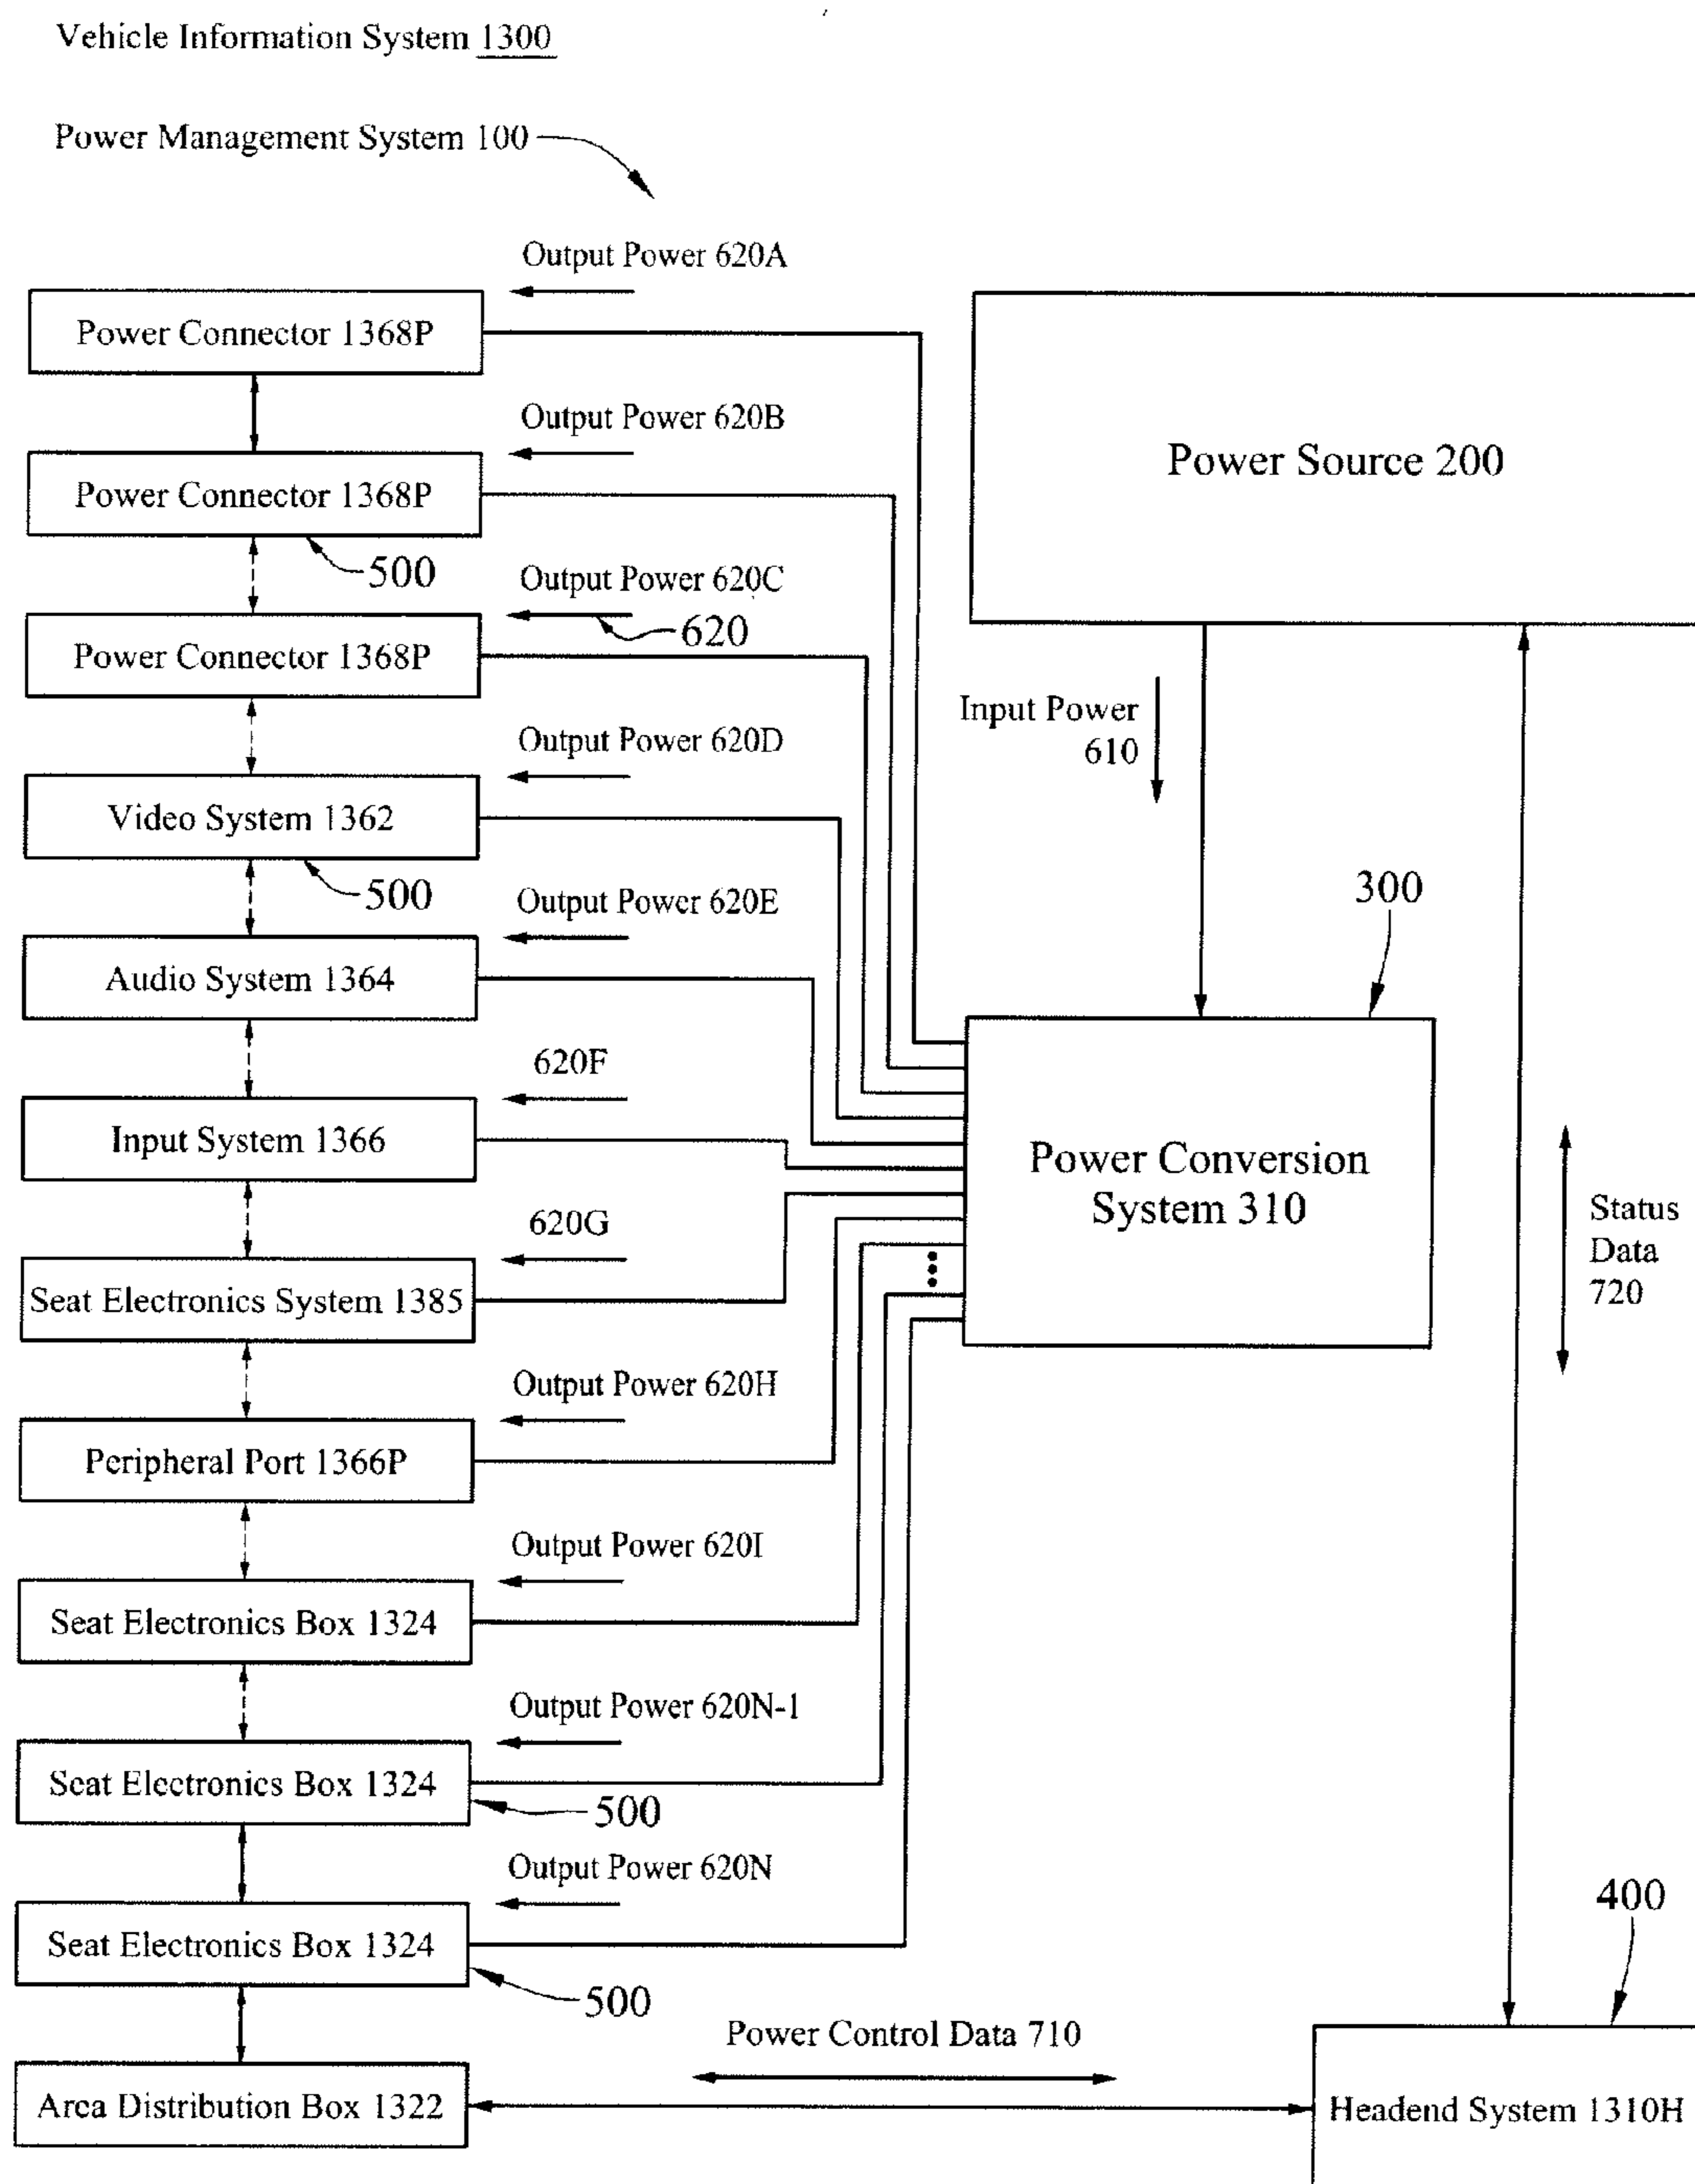 Vehicle Information System 1300
Power Management System 100
Output Power 620A
Power Connector 1368P
Output Power 620B
Power Source 200
Power Connector 1368P
500
Output Power 620C
620
Power Connector 1368P
Input Power
610
Output Power 620D
Video System 1362
500
300
Output Power 620E
Audio System 1364
620F
Input System 1366
Power Conversion
System 310
Status
Data
720
620G
Seat Electronics System 1385
Output Power 620H
Peripheral Port 1366P
Output Power 620I
Seat Electronics Box 1324
Output Power 620N-1
Seat Electronics Box 1324
500
Output Power 620N
400
Seat Electronics Box 1324
500
Power Control Data 710
Area Distribution Box 1322
Headend System 1310H